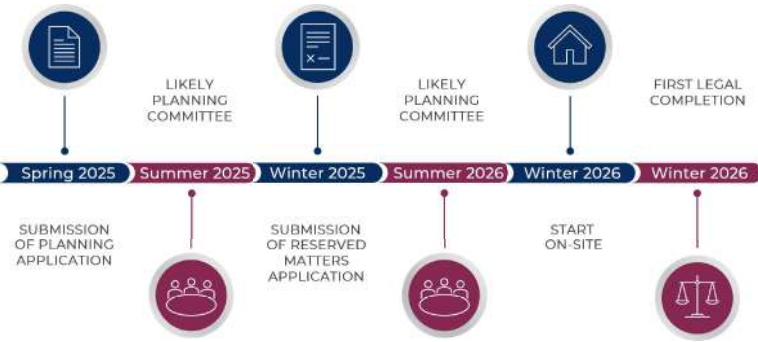 LIKELY
PLANNING
COMMITTEE
LIKELY
PLANNING
COMMITTEE
FIRST LEGAL
COMPLETION
Spring 2025
Summer 2025
Winter 2025
Summer 2026
Winter 2026
Winter 2026
SUBMISSION
OF PLANNING
APPLICATION
SUBMISSION
OF RESERVED
MATTERS
APPLICATION
START
ON-SITE